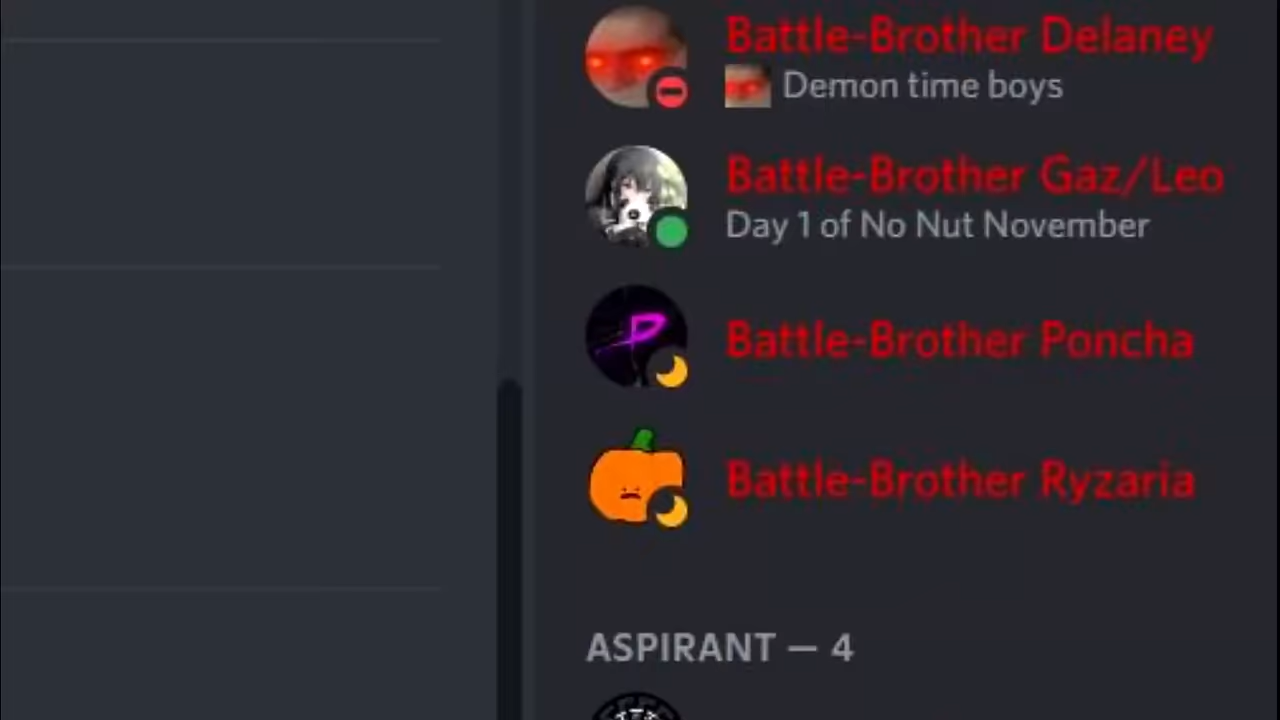 Battle-Brother Delaney
Demon time boys
Battle-Brother Gaz/Leo
Day 1 of No Nut November
Battle-Brother Poncha
Battle-Brother Ryzaria
ASPIRANT — 4